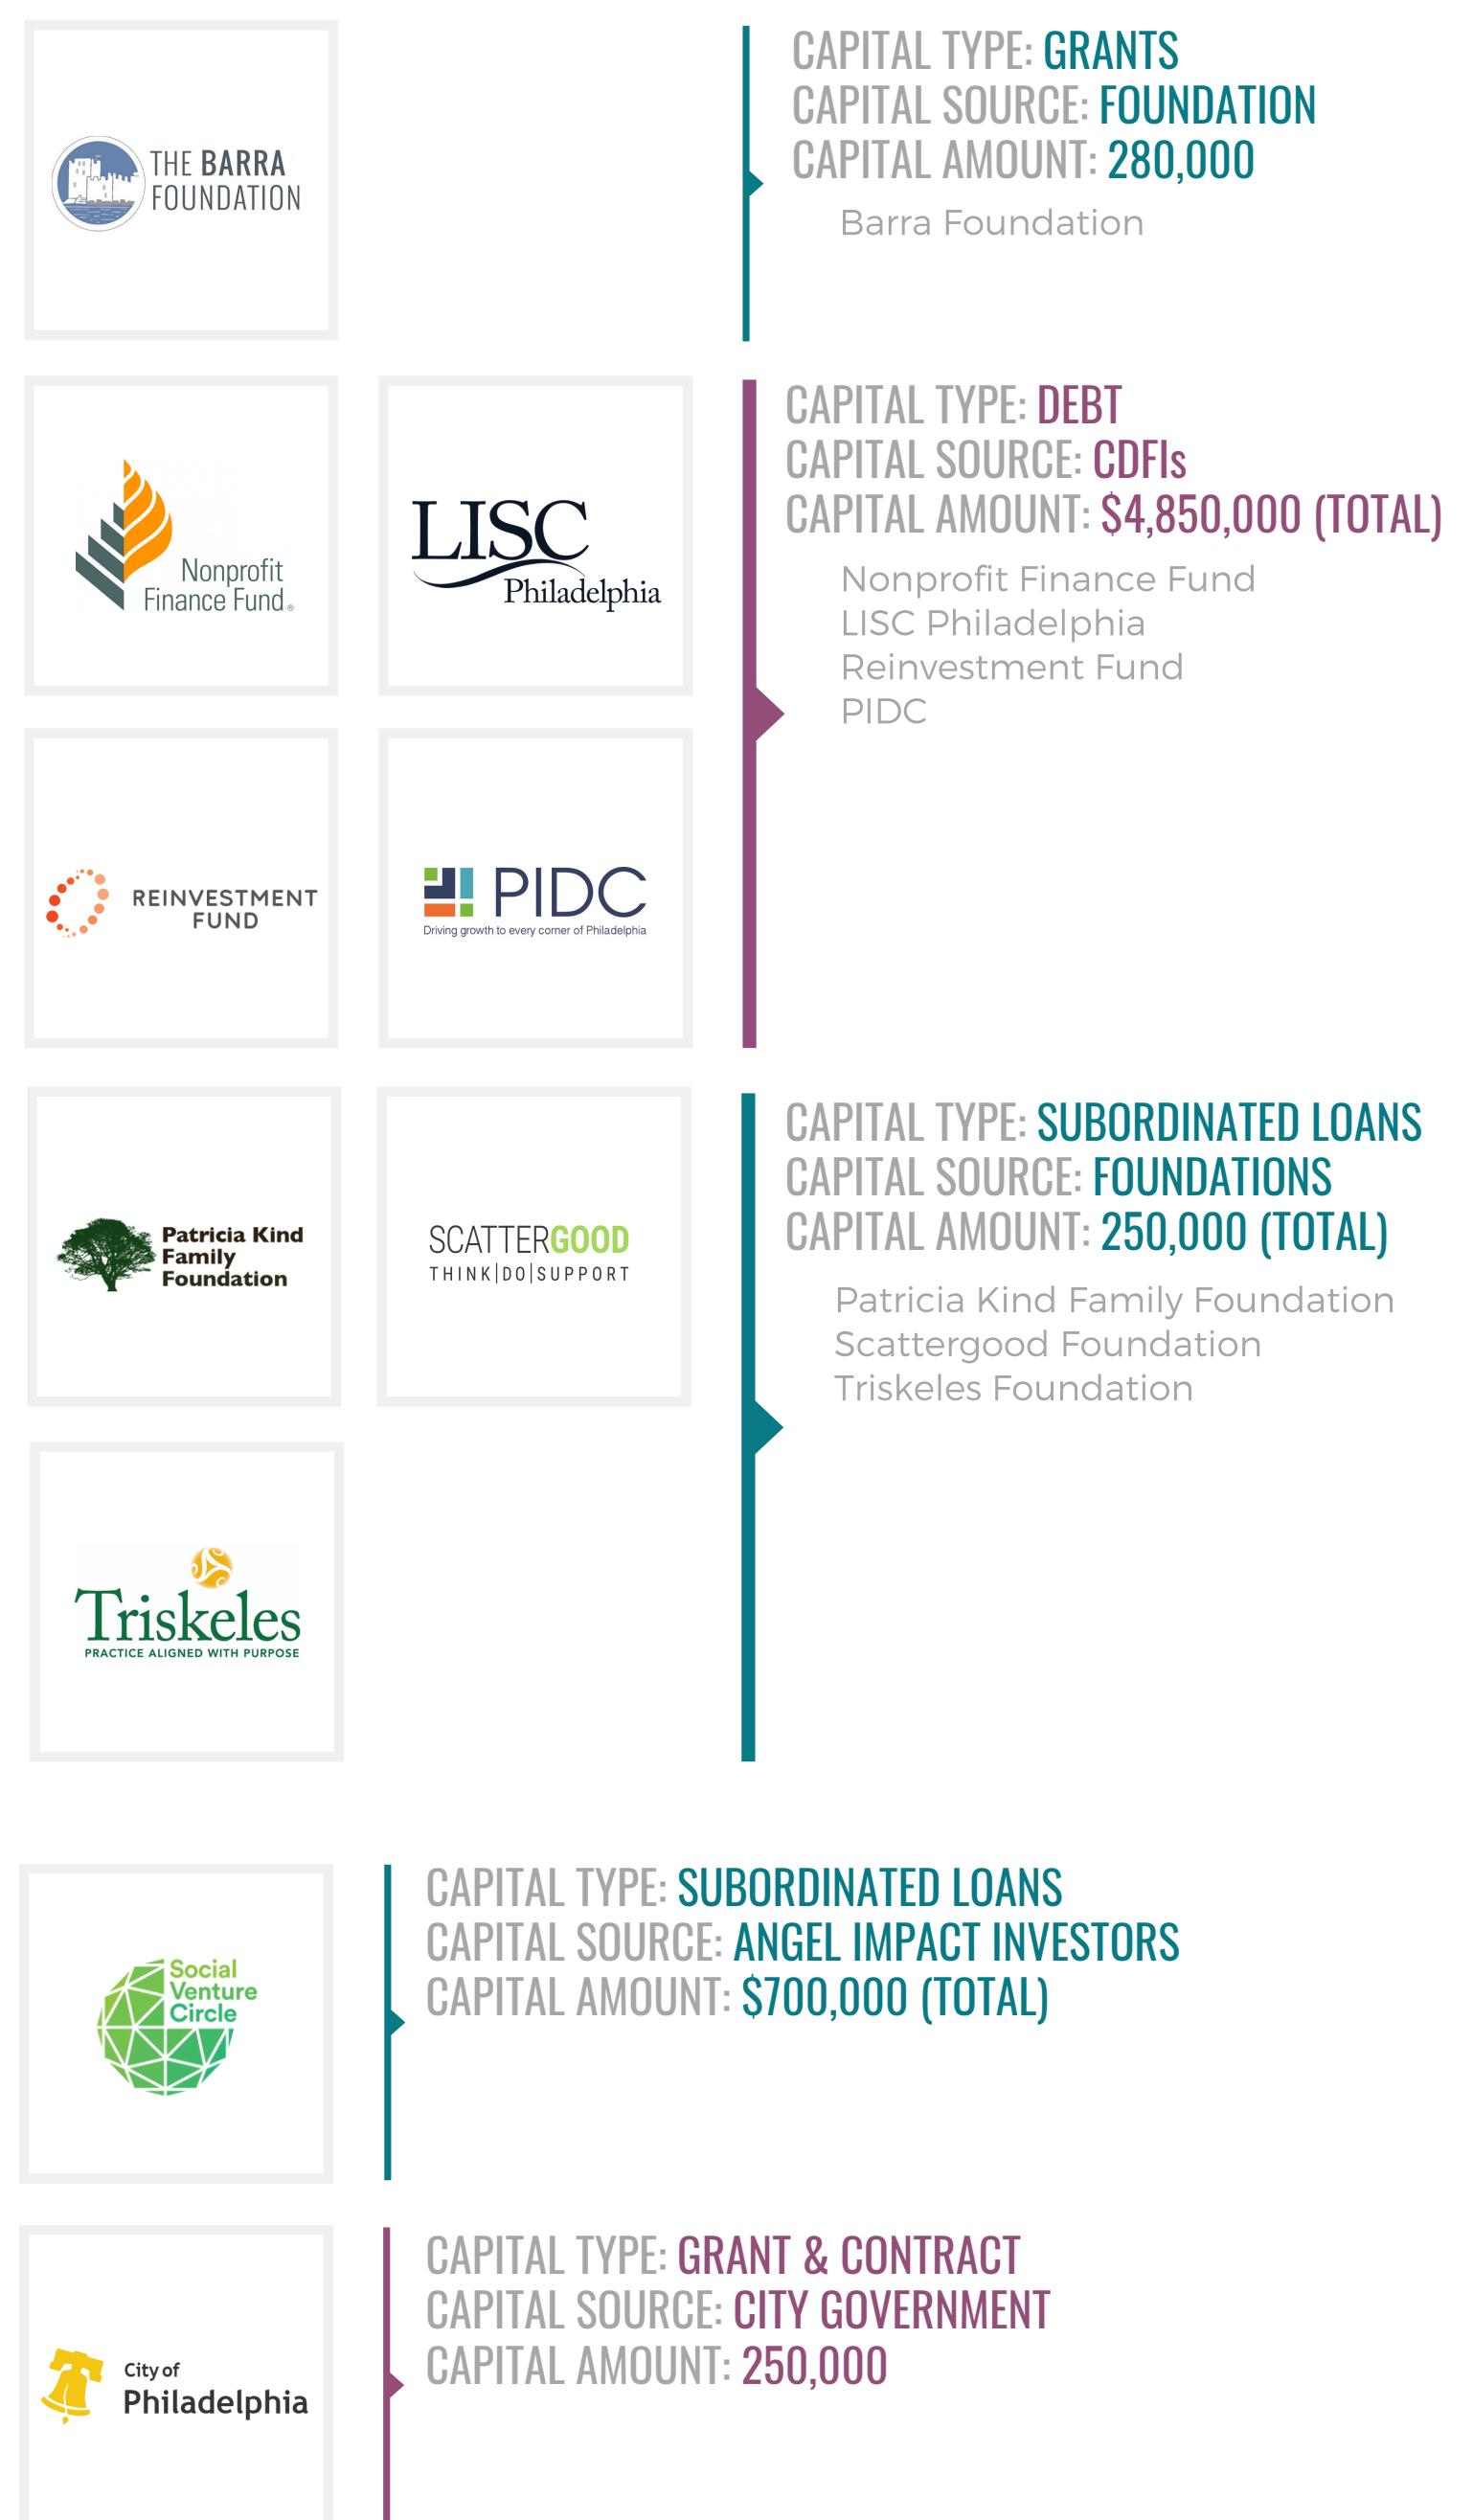 THE BARRA
FOUNDATION
CAPITAL TYPE: GRANTS
CAPITAL SOURCE: FOUNDATION
CAPITAL AMOUNT: 280,000
Barra Foundation
Nonprofit
Finance Fund®
LISC
Philadelphia
REINVESTMENT
FUND
PIDC
Driving growth to every corner of Philadelphia
CAPITAL TYPE: DEBT
CAPITAL SOURCE: CDFIs
CAPITAL AMOUNT: $4,850,000 (TOTAL)
Nonprofit Finance Fund
LISC Philadelphia
Reinvestment Fund
PIDC
Patricia Kind
Family
Foundation
SCATTERGOOD
THINK|DO|SUPPORT
Triskeles
PRACTICE ALIGNED WITH PURPOSE
CAPITAL TYPE: SUBORDINATED LOANS
CAPITAL SOURCE: FOUNDATIONS
CAPITAL AMOUNT: 250,000 (TOTAL)
Patricia Kind Family Foundation
Scattergood Foundation
Triskeles Foundation
Social
Venture
Circle
CAPITAL TYPE: SUBORDINATED LOANS
CAPITAL SOURCE: ANGEL IMPACT INVESTORS
CAPITAL AMOUNT: $700,000 (TOTAL)
City of
Philadelphia
CAPITAL TYPE: GRANT & CONTRACT
CAPITAL SOURCE: CITY GOVERNMENT
CAPITAL AMOUNT: 250,000